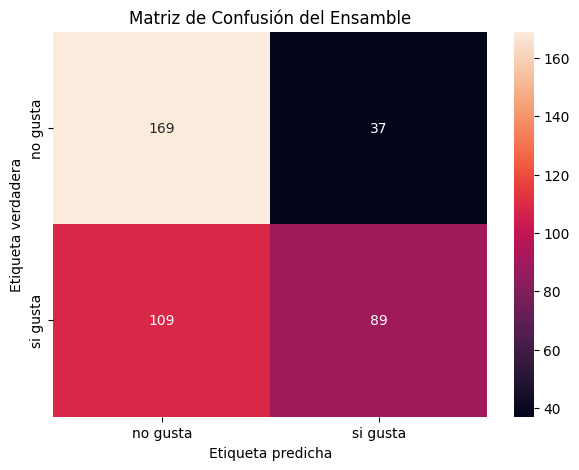 Matriz de Confusión del Ensamble
Etiqueta verdadera
no gusta
si gusta
169
37
109
89
no gusta
si gusta
Etiqueta predicha
160
140
120
100
80
60
40